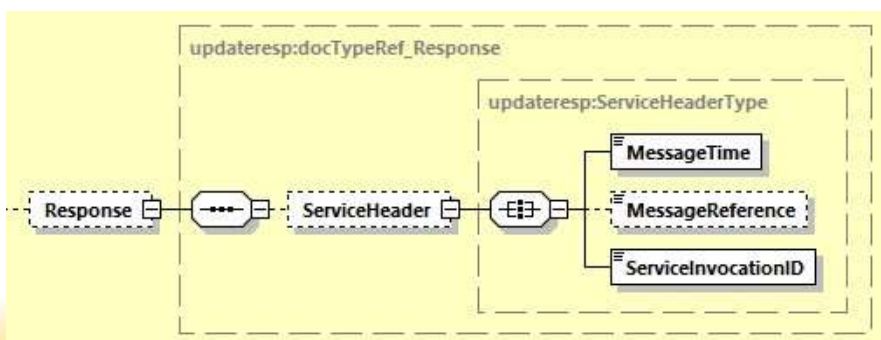 updateresp:docTypeRef_Response
updateresp:ServiceHeaderType
MessageTime
Response
ServiceHeader
MessageReference
ServiceInvocationID